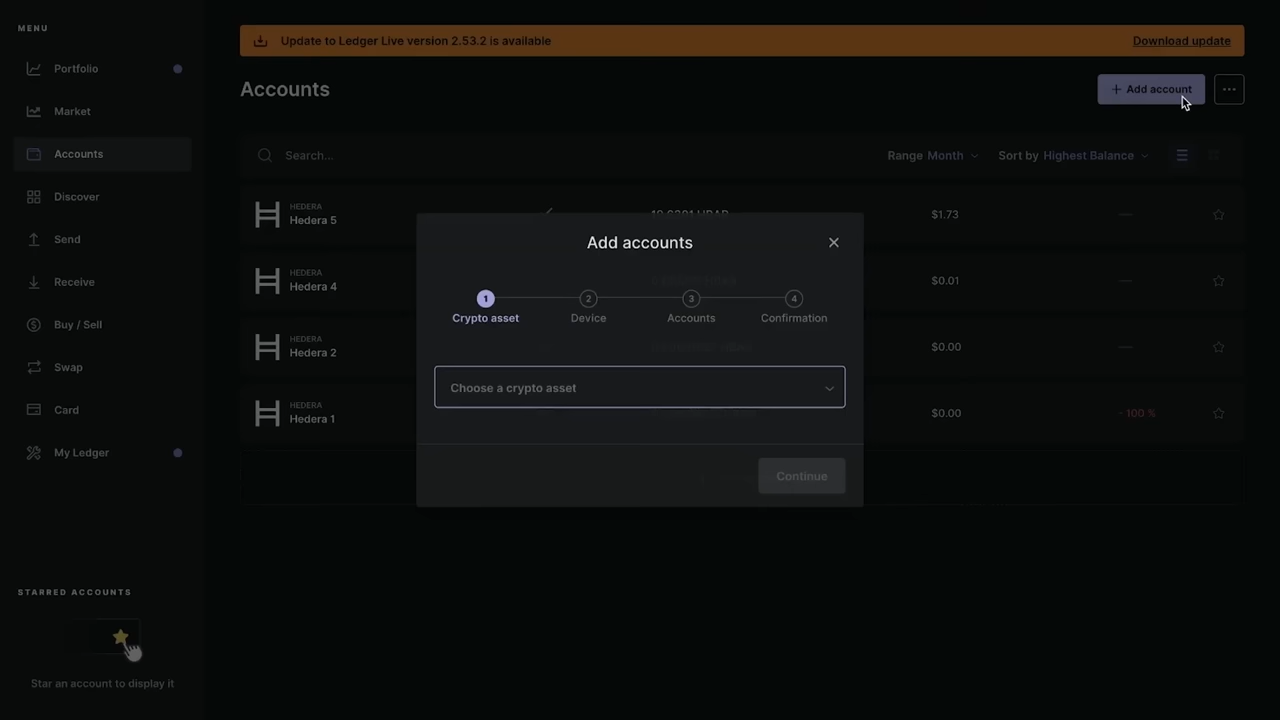 MENU
Portfolio
Market
Accounts
Discover
Send
Receive
Buy / Sell
Swap
Card
My Ledger
STARRED ACCOUNTS
Star an account to display it
Update to Ledger Live version 2.53.2 is available
Download update
Accounts
+ Add account
Search...
Range Month
Sort by Highest Balance
HEDERA
Hedera 5
$1.73
—
HEDERA
Hedera 4
$0.01
—
HEDERA
Hedera 2
$0.00
—
HEDERA
Hedera 1
$0.00
- 100 %
Add accounts
1
Crypto asset
2
Device
3
Accounts
4
Confirmation
Choose a crypto asset
Continue